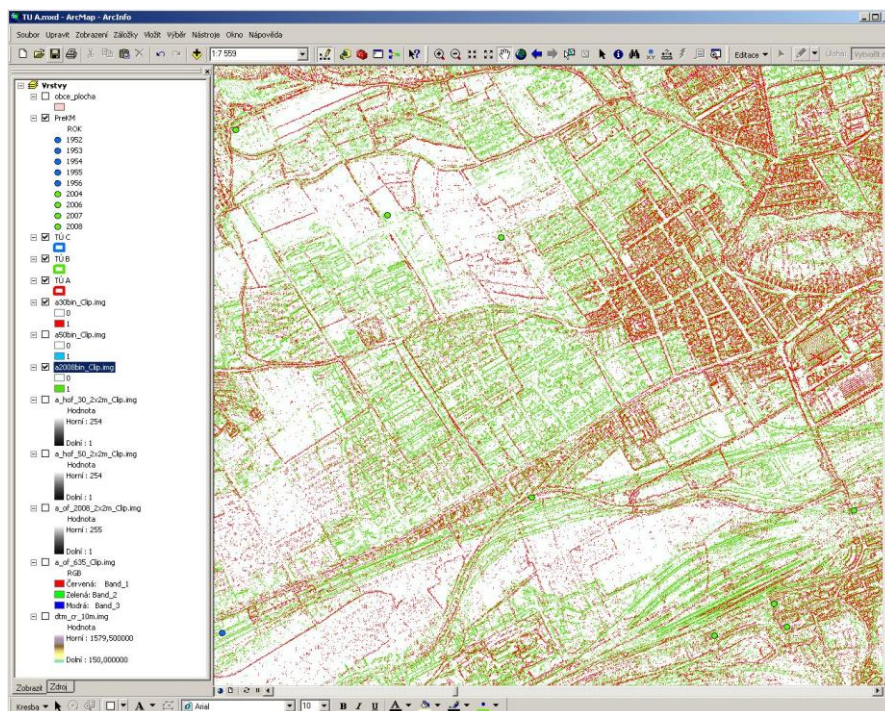 TU A.mxd - ArcMap - ArcInfo
Soubor Upravit Zobrazení Záložky Vložit Výběr Nástroje Okno Nápověda
1:7 559
Editace
Úloha: Vytvořit
Vrstvy
obce_plocha
PrekM
ROK
1952
1953
1954
1955
1956
2004
2006
2007
2008
TÚ C
TÚ B
TÚ A
a30bin_Clip.img
0
1
a50bin_Clip.img
0
1
a2008bin_Clip.img
0
1
a_hof_30_2x2m_Clip.img
Hodnota
Horní : 254
Dolní : 1
a_hof_50_2x2m_Clip.img
Hodnota
Horní : 254
Dolní : 1
a_of_2008_2x2m_Clip.img
Hodnota
Horní : 255
Dolní : 1
a_of_635_Clip.img
RGB
Červená: Band_1
Zelená: Band_2
Modrá: Band_3
dtm_cr_10m.img
Hodnota
Horní : 1579,500000
Dolní : 150,000000
Zobrazit Zdroj
Kresba A Arial 10 B I U A